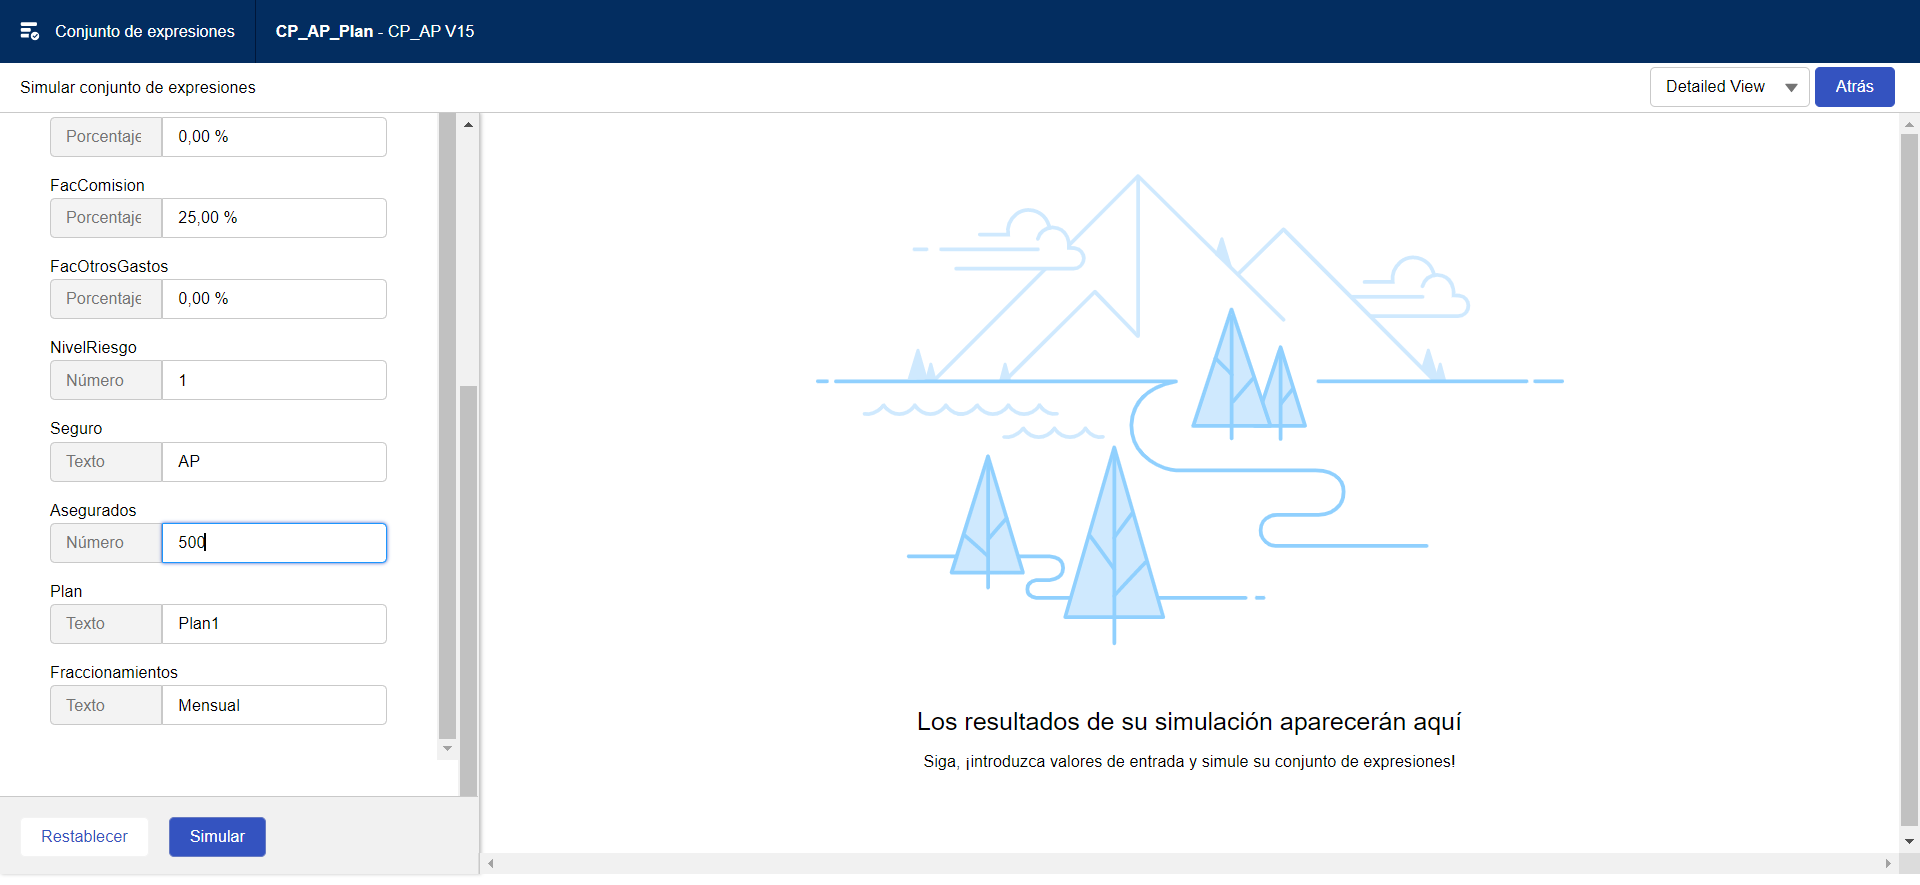 Conjunto de expresiones
CP_AP_Plan - CP_AP V15
Simular conjunto de expresiones
Detailed View
Atrás
Porcentaje
0,00 %
FacComision
Porcentaje
25,00 %
FacOtrosGastos
Porcentaje
0,00 %
NivelRiesgo
Número
1
Seguro
Texto
AP
Asegurados
Número
500
Plan
Texto
Plan1
Fraccionamientos
Texto
Mensual
Restablecer
Simular
Los resultados de su simulación aparecerán aquí
Siga, ¡introduzca valores de entrada y simule su conjunto de expresiones!